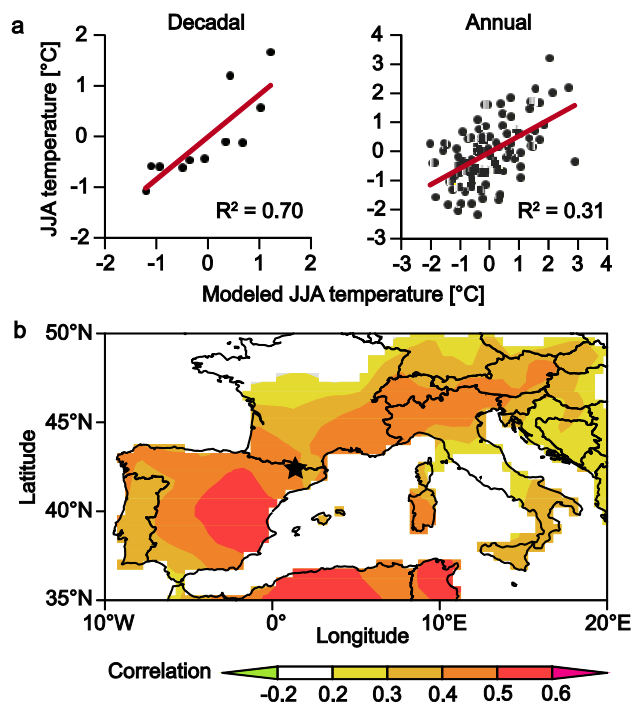 a
Decadal
Annual
JJA temperature [°C]
2
1
0
-1
-2
R² = 0.70
-2 -1 0 1 2
4
3
2
1
0
-1
-2
-3
-4
R² = 0.31
-3 -2 -1 0 1 2 3 4
Modeled JJA temperature [°C]
b
Latitude
50°N
45°N
40°N
35°N
10°W 0° 10°E 20°E
Longitude
Correlation
-0.2 0.2 0.3 0.4 0.5 0.6